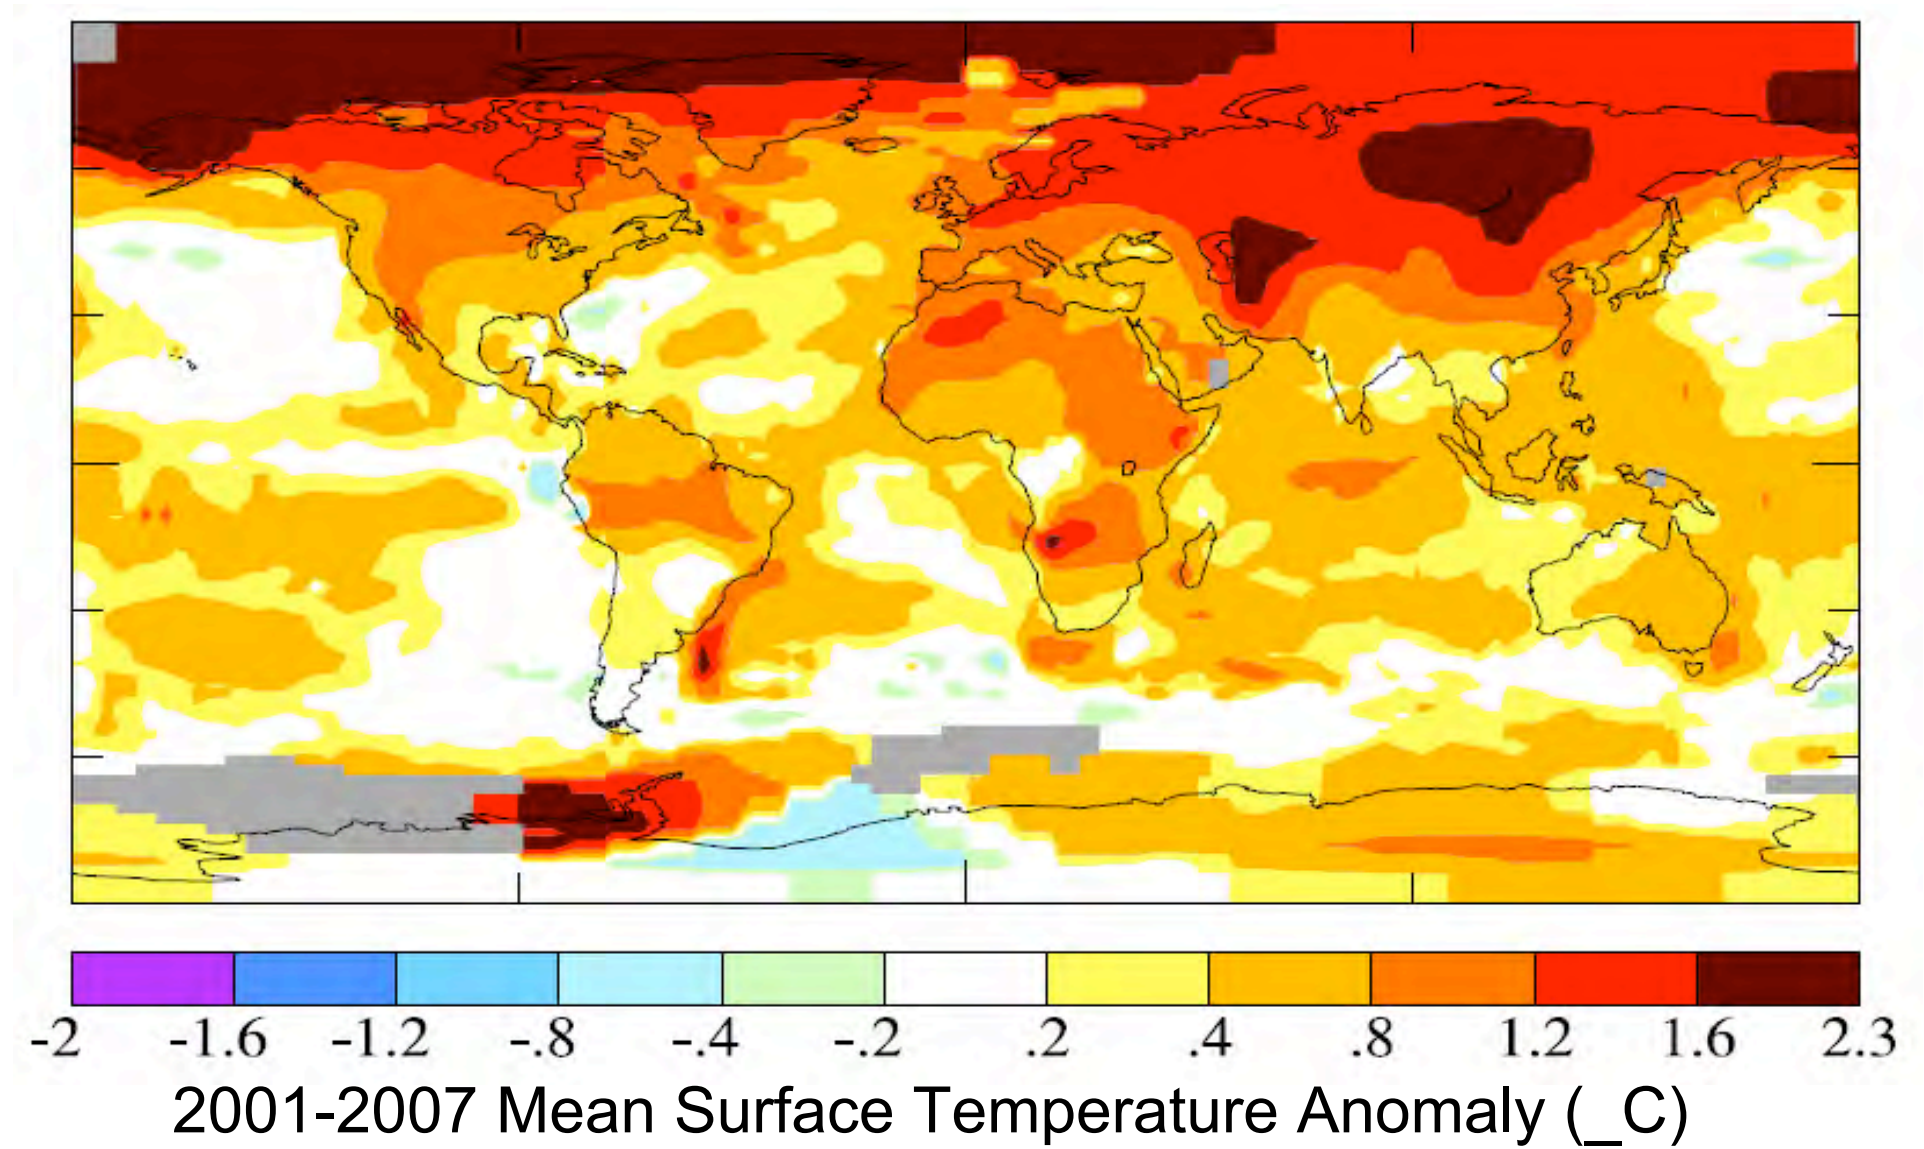 -2 -1.6 -1.2 -.8 -.4 -.2 .2 .4 .8 1.2 1.6 2.3
2001-2007 Mean Surface Temperature Anomaly (_C)